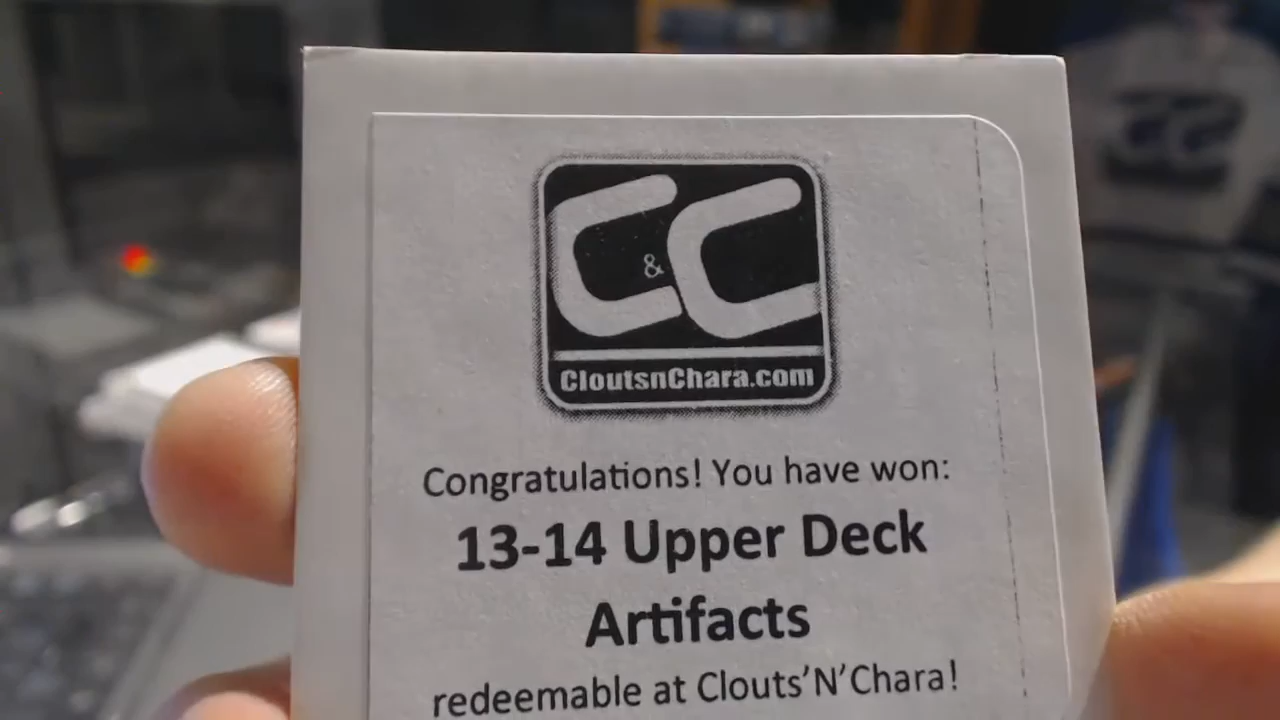 C&C
CloutsnChara.com
Congratulations! You have won:
13-14 Upper Deck
Artifacts
redeemable at Clouts’N’Chara!